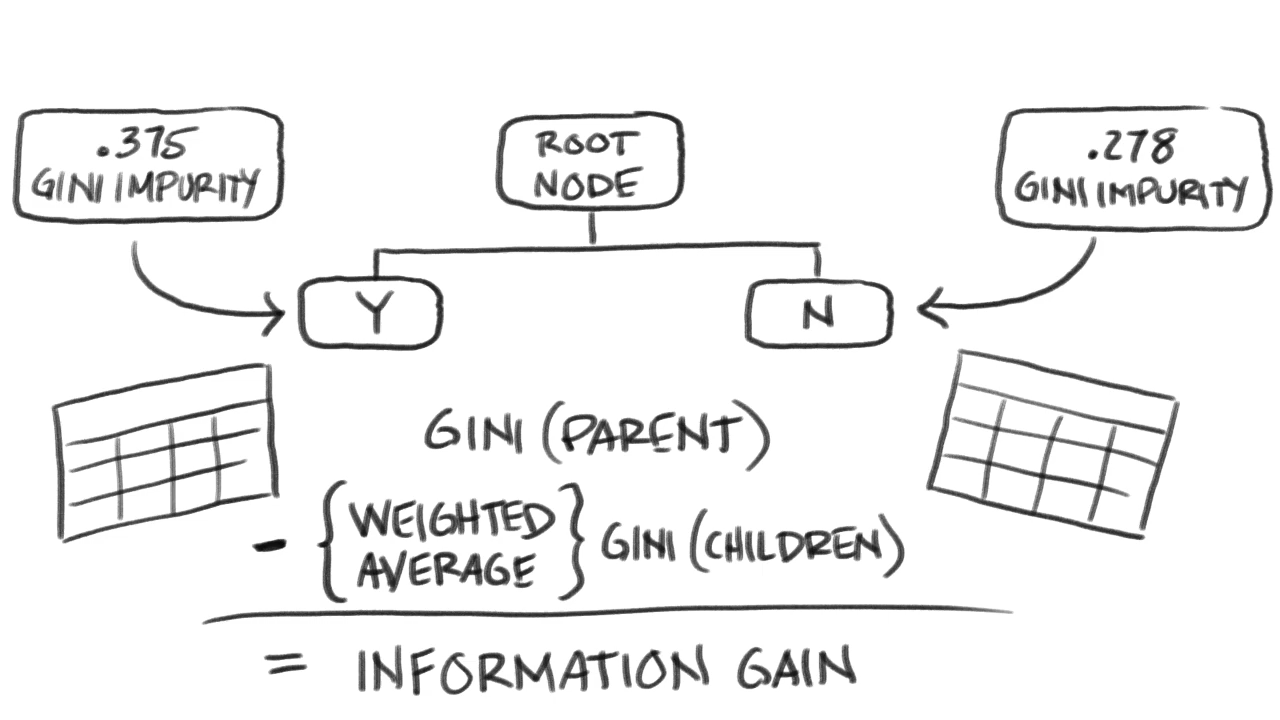 .375
GINI IMPURITY
ROOT
NODE
.278
GINI IMPURITY
Y
N
GINI (PARENT)
- { WEIGHTED AVERAGE } GINI (CHILDREN)
= INFORMATION GAIN